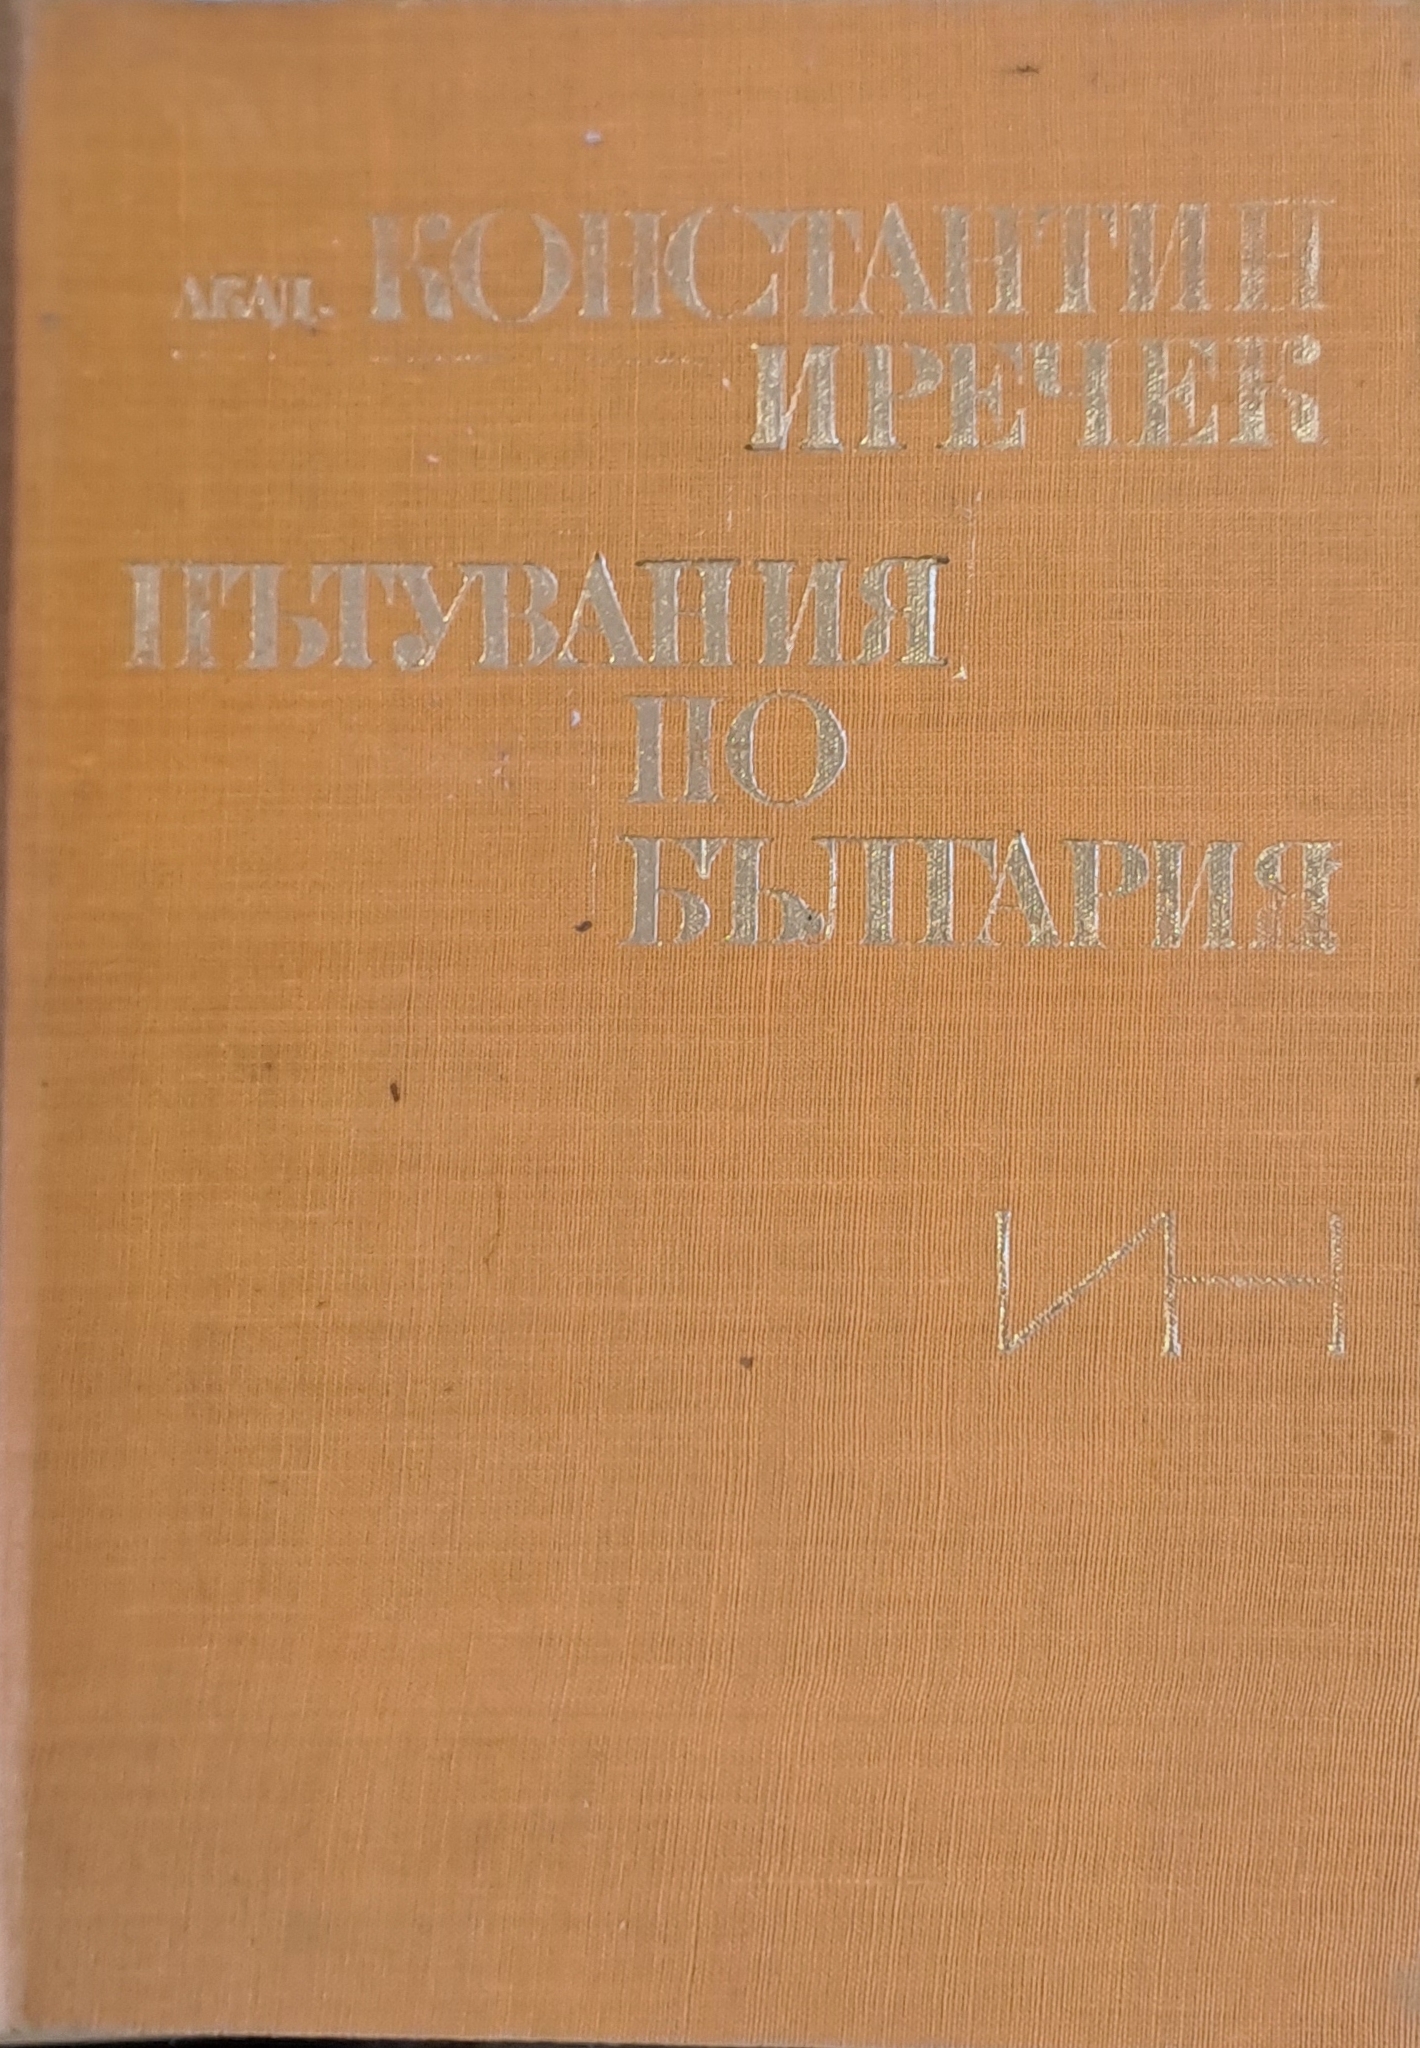 АКАД. КОНСТАНТИН
ИРЕЧЕК
ПЪТУВАНИЯ
ПО
БЪЛГАРИЯ
ИН